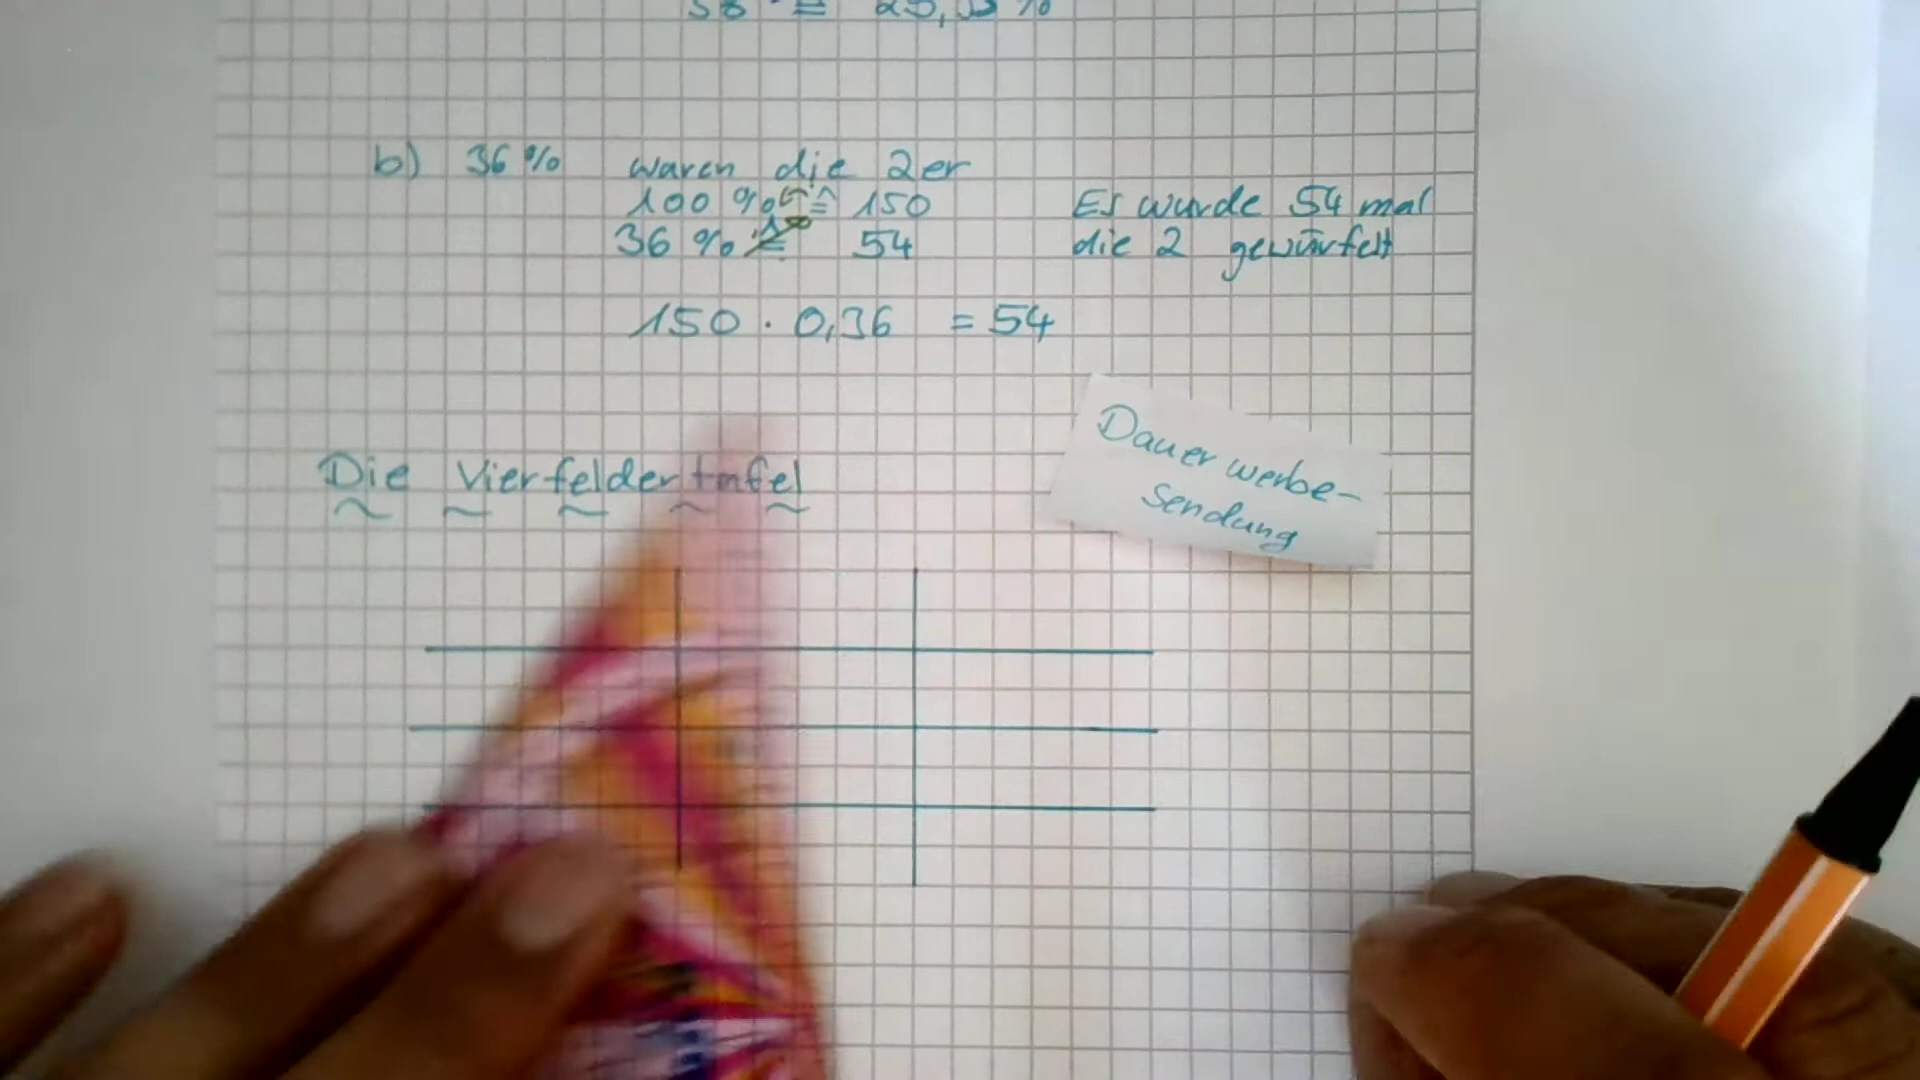 b) 36 % waren die 2er
100 % ≙ 150
36 % ≙ 54
Es wurde 54 mal
die 2 gewürfelt
150 · 0,36 = 54
Die Vierfeldertafel
Dauerwerbe-
sendung